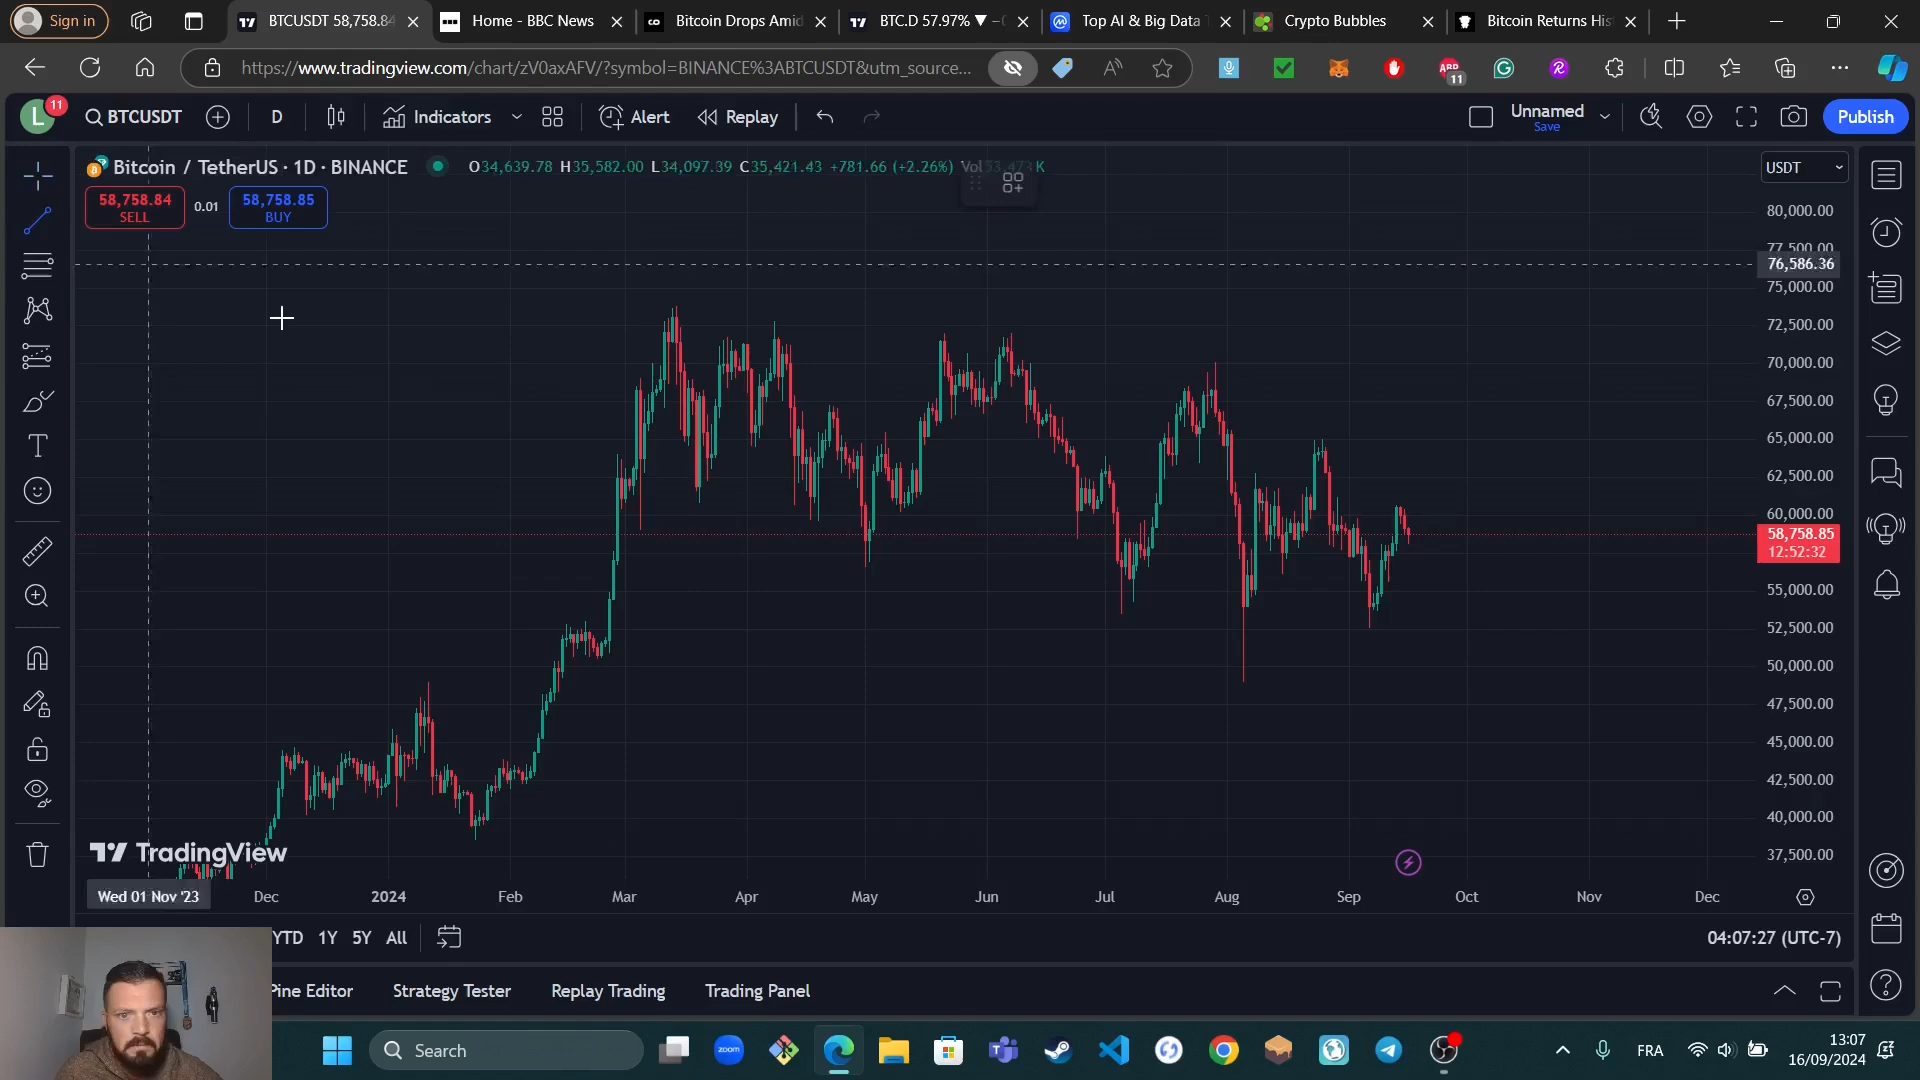 Sign in
BTCUSDT 58,758.84
Home - BBC News
Bitcoin Drops Amid
BTC.D 57.97% ▼
Top AI & Big Data
Crypto Bubbles
Bitcoin Returns His
https://www.tradingview.com/chart/zV0axAFV/?symbol=BINANCE%3ABTCUSDT&utm_source...
11
L
11
BTCUSDT
D
Indicators
Alert
Replay
Unnamed
Save
Publish
Bitcoin / TetherUS · 1D · BINANCE
O34,639.78 H35,582.00 L34,097.39 C35,421.43 +781.66 (+2.26%) Vol53.473 K
USDT
58,758.84
SELL
0.01
58,758.85
BUY
80,000.00
77,500.00
76,586.36
75,000.00
72,500.00
70,000.00
67,500.00
65,000.00
62,500.00
60,000.00
58,758.85
12:52:32
55,000.00
52,500.00
50,000.00
47,500.00
45,000.00
42,500.00
40,000.00
37,500.00
TradingView
Wed 01 Nov '23
Dec
2024
Feb
Mar
Apr
May
Jun
Jul
Aug
Sep
Oct
Nov
Dec
YTD
1Y
5Y
All
04:07:27 (UTC-7)
Pine Editor
Strategy Tester
Replay Trading
Trading Panel
Search
zoom
FRA
13:07
16/09/2024